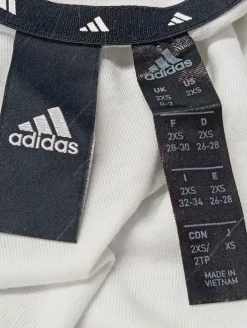 adidas
adidas
UK US
2XS 2XS
0-2
F D
2XS 2XS
28-30 26-28
I E
2XS 2XS
32-34 26-28
CDN J
2XS/ XS
2TP
MADE IN
VIETNAM